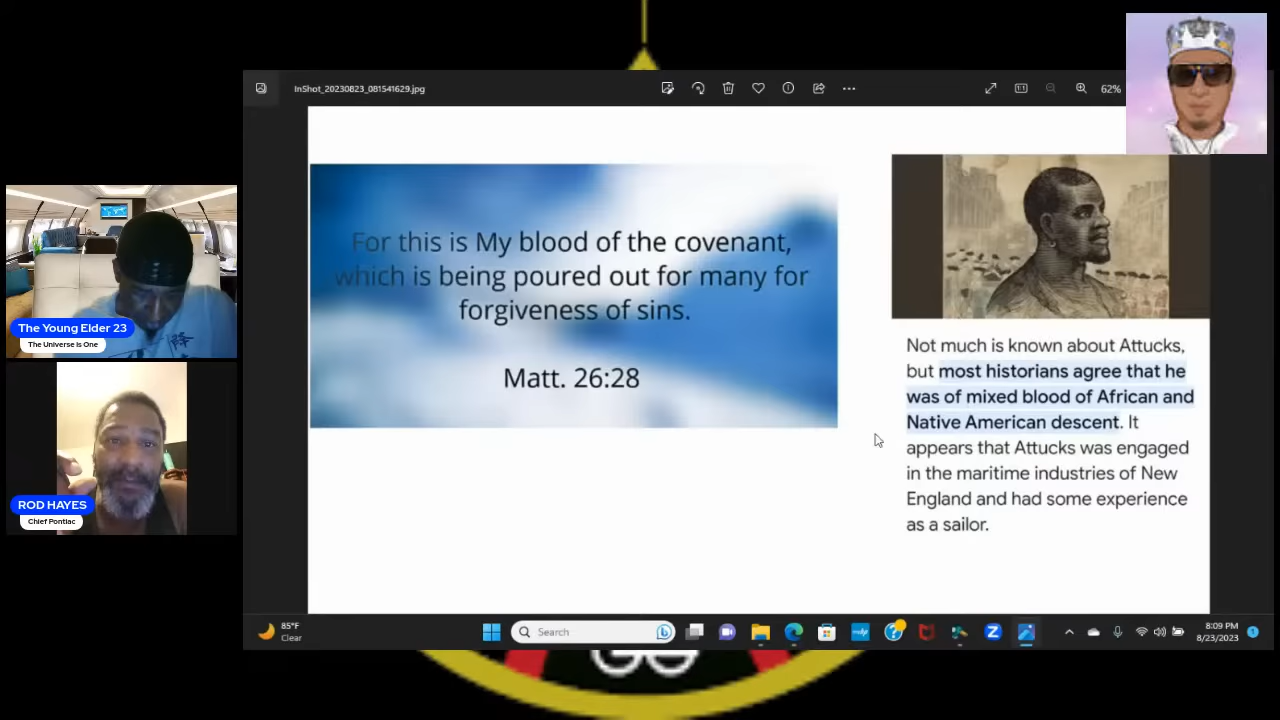 InShot_20230823_081541629.jpg
62%
For this is My blood of the covenant,
which is being poured out for many for
forgiveness of sins.
Matt. 26:28
Not much is known about Attucks,
but most historians agree that he
was of mixed blood of African and
Native American descent. It
appears that Attucks was engaged
in the maritime industries of New
England and had some experience
as a sailor.
The Young Elder 23
The Universe is One
ROD HAYES
Chief Pontiac
85°F
Clear
Search
8:09 PM
8/23/2023